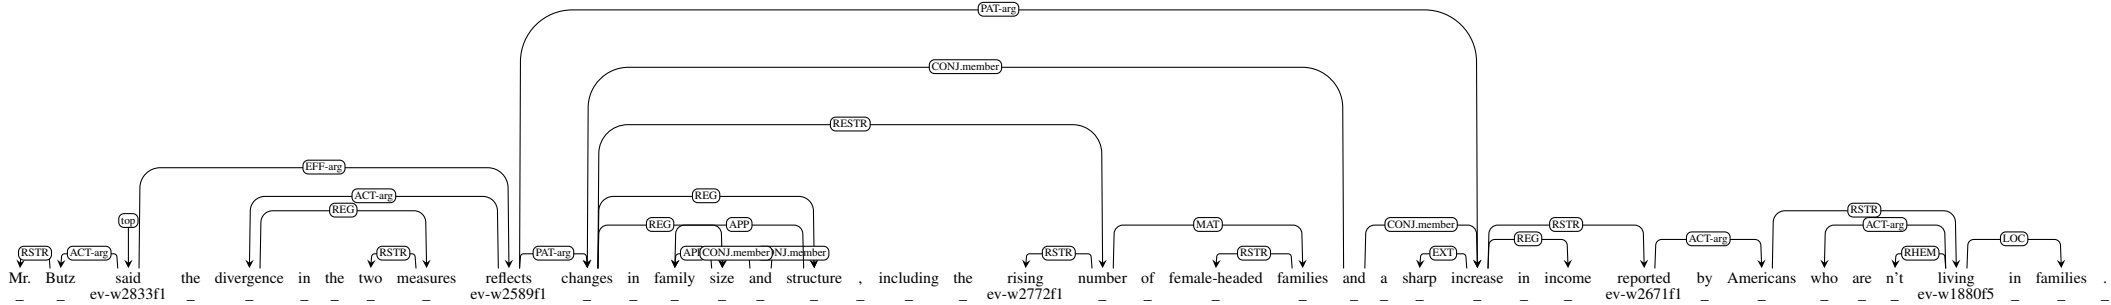 PAT-arg
CONJ.member
RESTR
EFF-arg
ACT-arg REG
top REG REG APP MAT CONJ.member RSTR RSTR ACT-arg
RSTR ACT-arg RSTR PAT-arg CONJ.member RSTR RSTR EXT REG ACT-arg RHEM LOC
Mr. Butz said the divergence in the two measures reflects changes in family size and structure , including the rising number of female-headed families and a sharp increase in income reported by Americans who are n't living in families .
_ _ ev-w2833f1 _ _ _ _ _ _ ev-w2589f1 _ _ _ _ _ _ _ _ _ ev-w2772f1 _ _ _ _ _ _ _ _ _ _ ev-w2671f1 _ _ _ _ _ ev-w1880f5 _ _ _